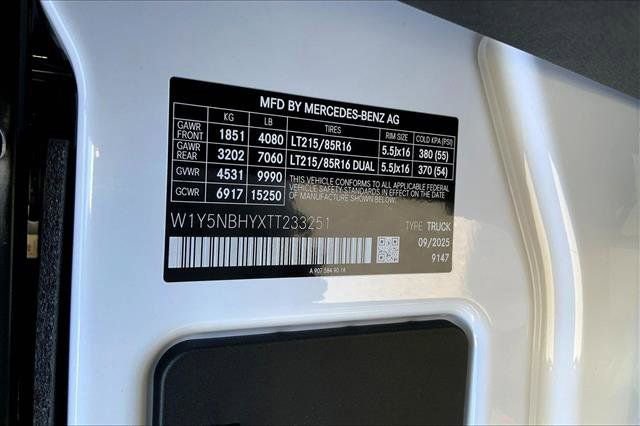 MFD BY MERCEDES-BENZ AG
KG LB TIRES RIM SIZE COLD KPA (PSI)
GAWR FRONT 1851 4080 LT215/85R16 5.5Jx16 380 (55)
GAWR REAR 3202 7060 LT215/85R16 DUAL 5.5Jx16 370 (54)
GVWR 4531 9990 THIS VEHICLE CONFORMS TO ALL APPLICABLE FEDERAL
VEHICLE SAFETY STANDARDS IN EFFECT ON THE DATE
GCWR 6917 15250 OF MANUFACTURE SHOWN ABOVE.
W1Y5NBHYXTT233251 TYPE TRUCK
09/2025
9147
A 907 584 90 14